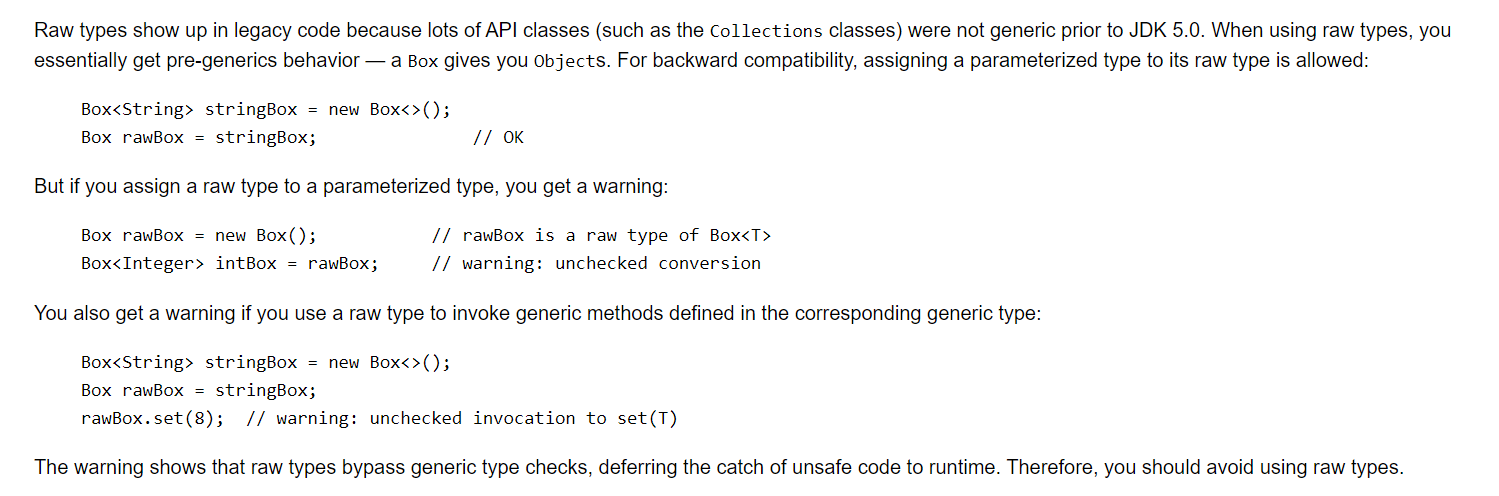 Raw types show up in legacy code because lots of API classes (such as the Collections classes) were not generic prior to JDK 5.0. When using raw types, you
essentially get pre-generics behavior — a Box gives you Objects. For backward compatibility, assigning a parameterized type to its raw type is allowed:
Box<String> stringBox = new Box<>();
Box rawBox = stringBox;               // OK
But if you assign a raw type to a parameterized type, you get a warning:
Box rawBox = new Box();           // rawBox is a raw type of Box<T>
Box<Integer> intBox = rawBox;     // warning: unchecked conversion
You also get a warning if you use a raw type to invoke generic methods defined in the corresponding generic type:
Box<String> stringBox = new Box<>();
Box rawBox = stringBox;
rawBox.set(8);  // warning: unchecked invocation to set(T)
The warning shows that raw types bypass generic type checks, deferring the catch of unsafe code to runtime. Therefore, you should avoid using raw types.